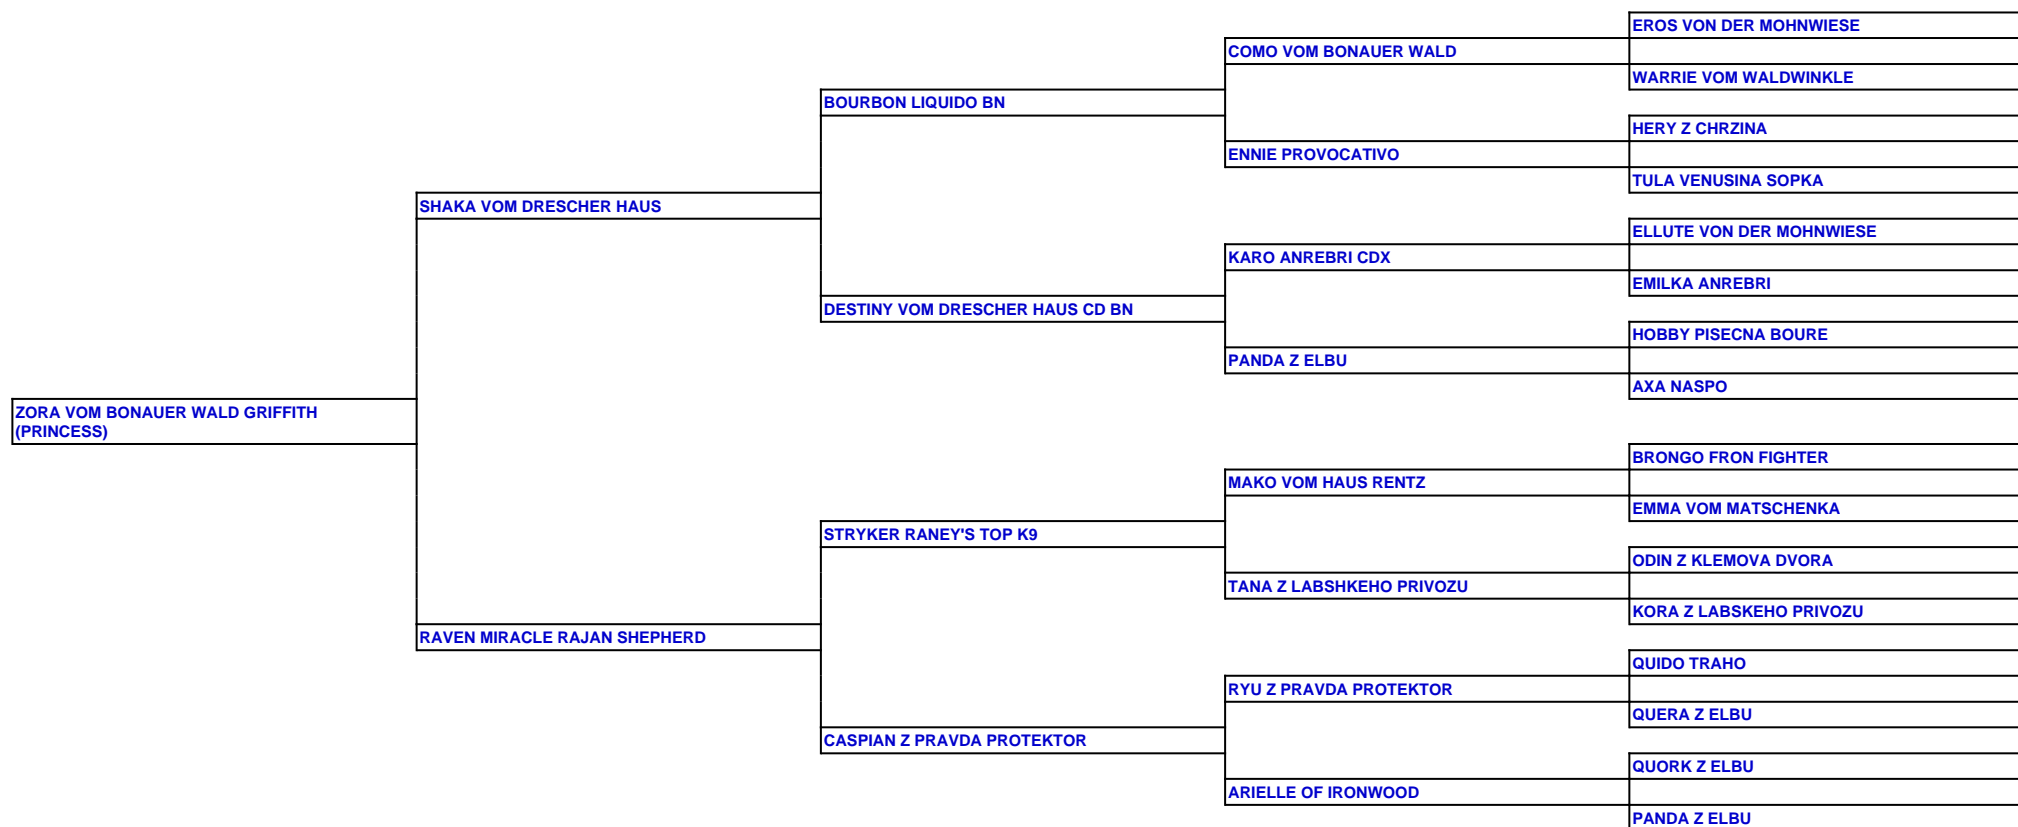 EROS VON DER MOHNWIESE
COMO VOM BONAUER WALD
WARRIE VOM WALDWINKLE
BOURBON LIQUIDO BN
HERY Z CHRZINA
ENNIE PROVOCATIVO
TULA VENUSINA SOPKA
SHAKA VOM DRESCHER HAUS
ELLUTE VON DER MOHNWIESE
KARO ANREBRI CDX
EMILKA ANREBRI
DESTINY VOM DRESCHER HAUS CD BN
HOBBY PISECNA BOURE
PANDA Z ELBU
AXA NASPO
ZORA VOM BONAUER WALD GRIFFITH
(PRINCESS)
BRONGO FRON FIGHTER
MAKO VOM HAUS RENTZ
EMMA VOM MATSCHENKA
STRYKER RANEY'S TOP K9
ODIN Z KLEMOVA DVORA
TANA Z LABSHKEHO PRIVOZU
KORA Z LABSKEHO PRIVOZU
RAVEN MIRACLE RAJAN SHEPHERD
QUIDO TRAHO
RYU Z PRAVDA PROTEKTOR
QUERA Z ELBU
CASPIAN Z PRAVDA PROTEKTOR
QUORK Z ELBU
ARIELLE OF IRONWOOD
PANDA Z ELBU